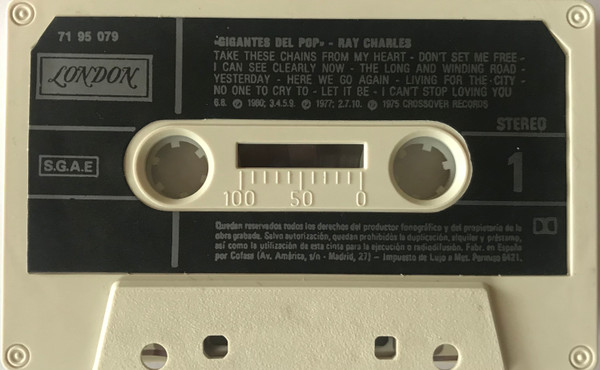 71 95 079
LONDON
«GIGANTES DEL POP» - RAY CHARLES
TAKE THESE CHAINS FROM MY HEART - DON'T SET ME FREE -
I CAN SEE CLEARLY NOW - THE LONG AND WINDING ROAD -
YESTERDAY - HERE WE GO AGAIN - LIVING FOR THE CITY -
NO ONE TO CRY TO - LET IT BE - I CAN'T STOP LOVING YOU
6.8. ℗ 1980; 3.4.5.9. ℗ 1977; 2.7.10. ℗ 1975 CROSSOVER RECORDS
STEREO
S.G.A.E
1
100 50 0
Quedan reservados todos los derechos del productor fonográfico y del propietario de la
obra grabada. Salvo autorización, quedan prohibidos la duplicación, alquiler y préstamo,
así como la utilización de esta cinta para la ejecución o radiodifusión. Fabr. en España
por Cofase (Av. América, s/n - Madrid, 27) - Impuesto de Lujo a Met. Permiso 8421.